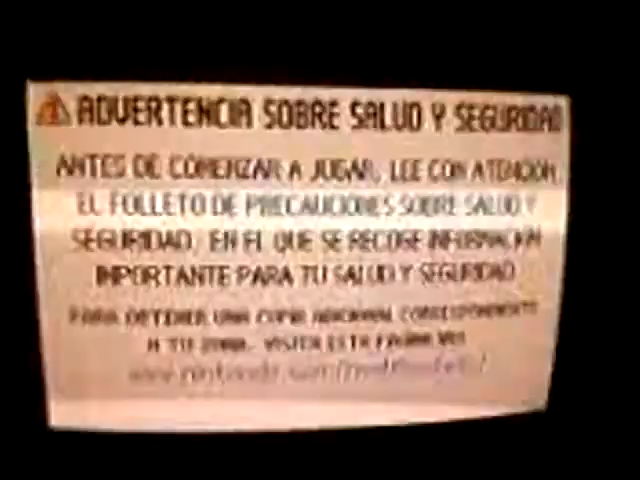 ADVERTENCIA SOBRE SALUD Y SEGURIDAD
ANTES DE COMENZAR A JUGAR, LEE CON ATENCIÓN
EL FOLLETO DE PRECAUCIONES SOBRE SALUD Y
SEGURIDAD, EN EL QUE SE RECOGE INFORMACIÓN
IMPORTANTE PARA TU SALUD Y SEGURIDAD.
PARA OBTENER UNA COPIA ADICIONAL CORRESPONDIENTE
A TU ZONA, VISITA ESTA PÁGINA WEB